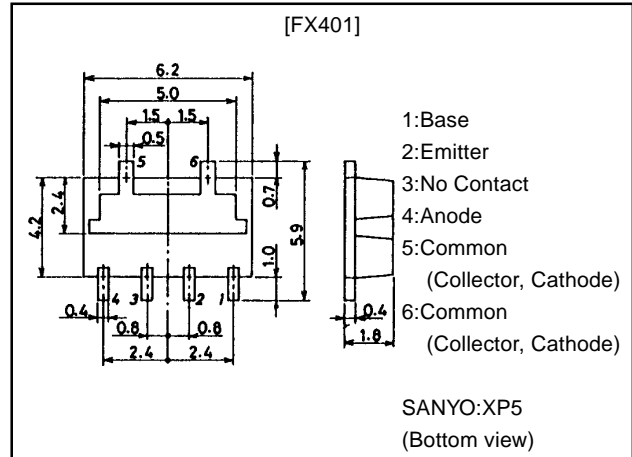 [FX401]
6.2
5.0
1.5 1.5
0.5
5 6
4.2
2.4
0.7
5.9
1.0
4 3 2 1
0.4
0.8 0.8
2.4 2.4
0.4
1.8
1:Base
2:Emitter
3:No Contact
4:Anode
5:Common
(Collector, Cathode)
6:Common
(Collector, Cathode)
SANYO:XP5
(Bottom view)